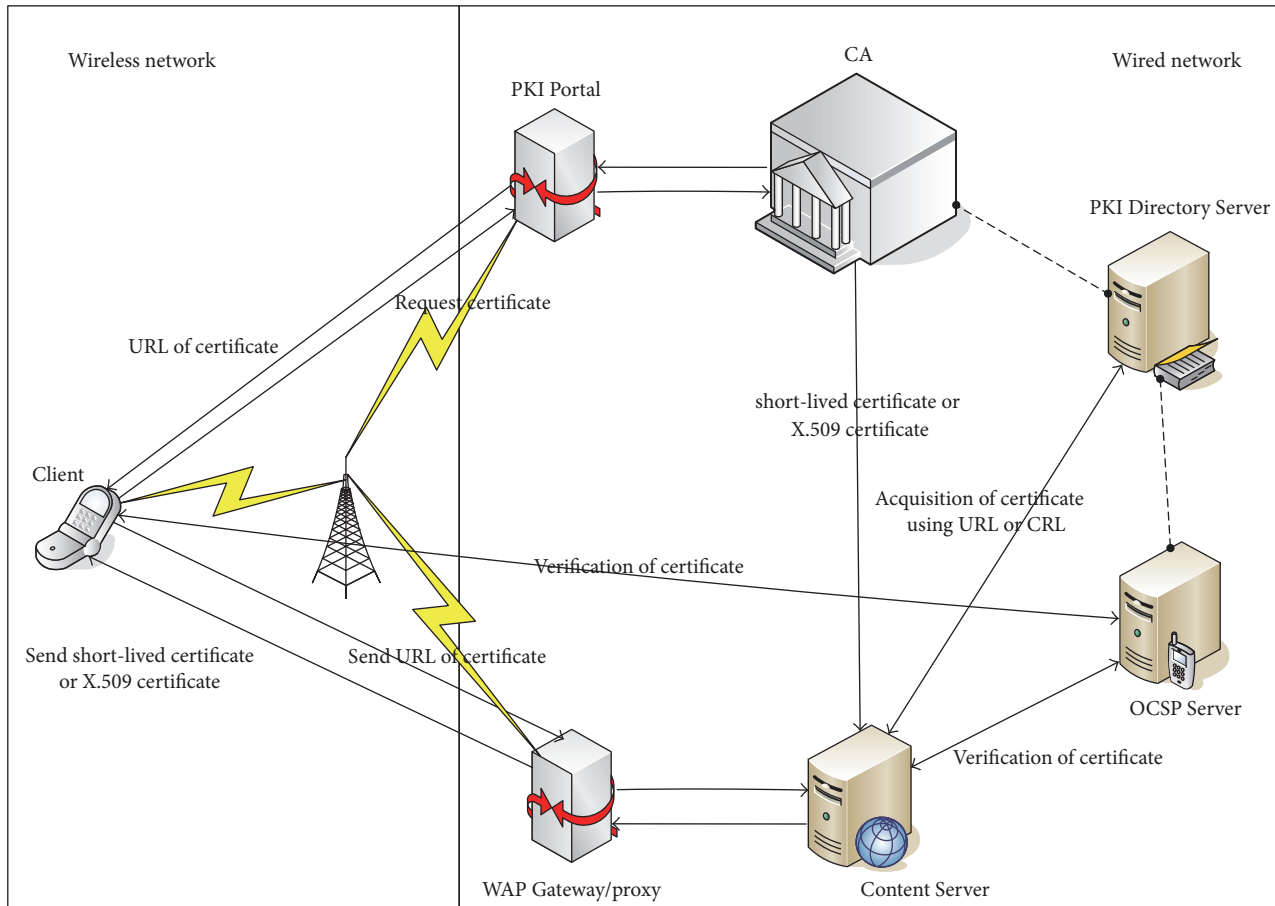 Wireless network
CA
Wired network
PKI Portal
PKI Directory Server
Request certificate
URL of certificate
short-lived certificate or
X.509 certificate
Client
Acquisition of certificate
using URL or CRL
Verification of certificate
Send short-lived certificate
or X.509 certificate
Send URL of certificate
OCSP Server
Verification of certificate
WAP Gateway/proxy
Content Server